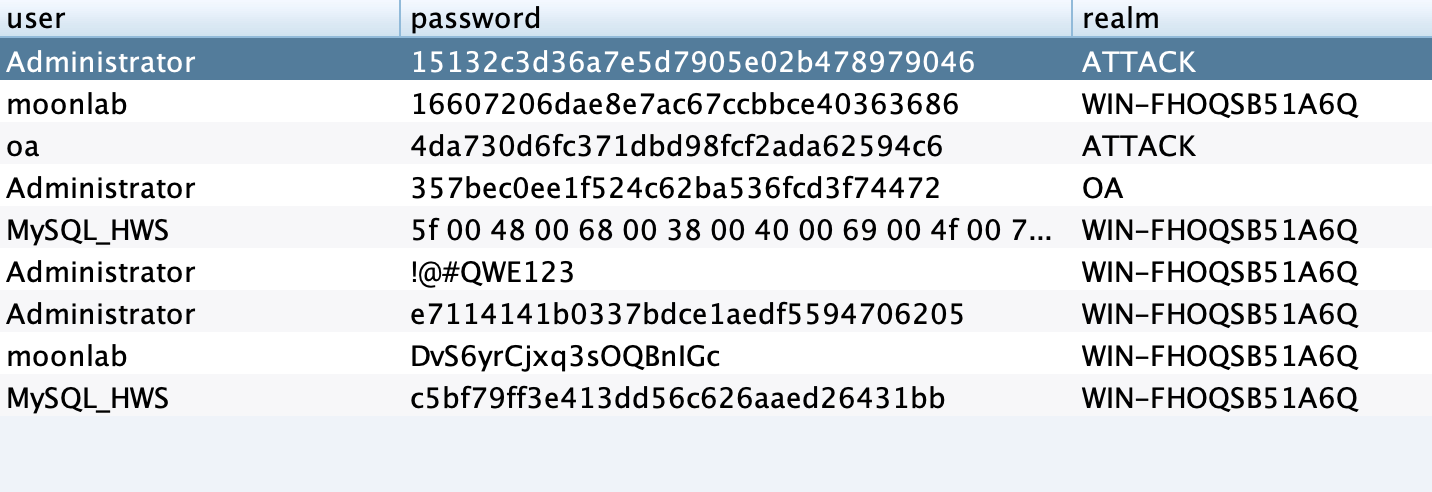 user password realm
Administrator 15132c3d36a7e5d7905e02b478979046 ATTACK
moonlab 16607206dae8e7ac67ccbbce40363686 WIN-FHOQSB51A6Q
oa 4da730d6fc371dbd98fcf2ada62594c6 ATTACK
Administrator 357bec0ee1f524c62ba536fcd3f74472 OA
MySQL_HWS 5f 00 48 00 68 00 38 00 40 00 69 00 4f 00 7... WIN-FHOQSB51A6Q
Administrator !@#QWE123 WIN-FHOQSB51A6Q
Administrator e7114141b0337bdce1aedf5594706205 WIN-FHOQSB51A6Q
moonlab DvS6yrCjxq3sOQBnIGc WIN-FHOQSB51A6Q
MySQL_HWS c5bf79ff3e413dd56c626aaed26431bb WIN-FHOQSB51A6Q